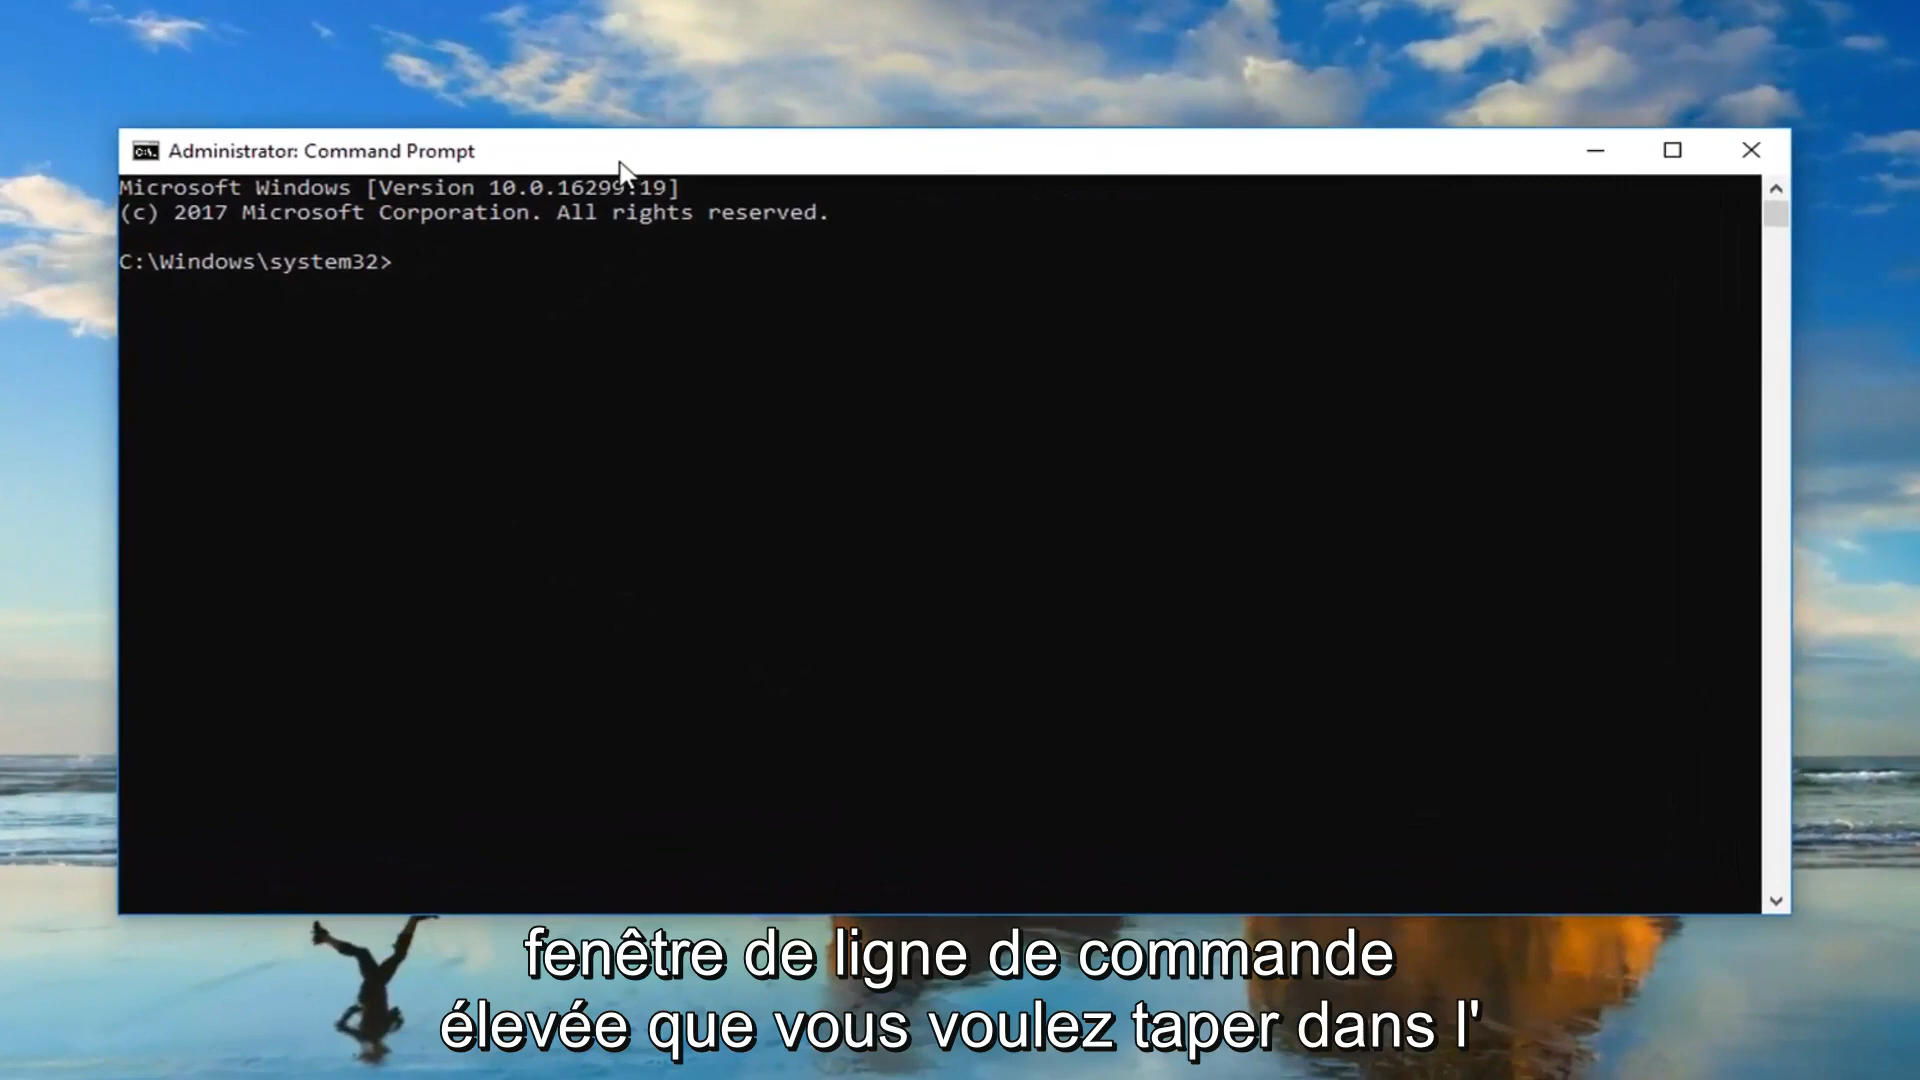 Administrator: Command Prompt
Microsoft Windows [Version 10.0.16299.19]
(c) 2017 Microsoft Corporation. All rights reserved.
C:\Windows\system32>
fenêtre de ligne de commande
élevée que vous voulez taper dans l'